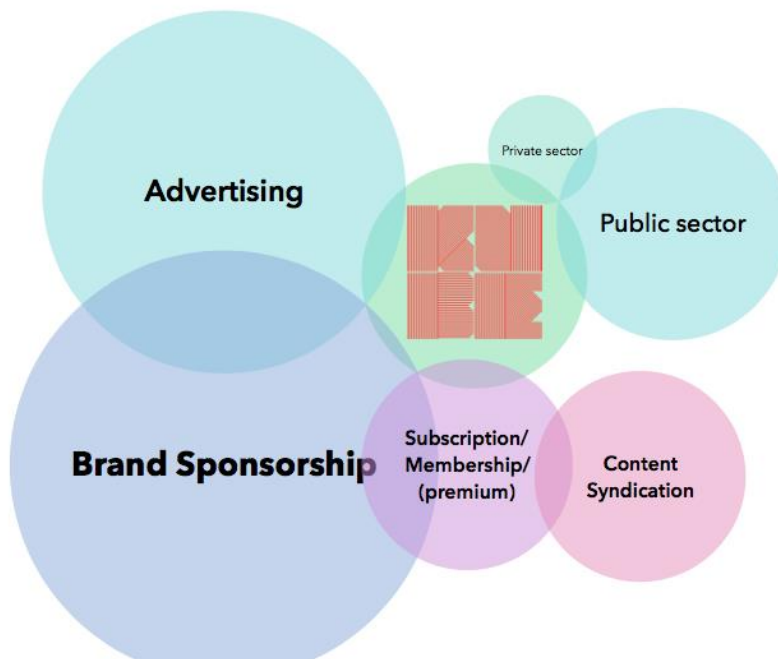 Private sector
Advertising
Public sector
Brand Sponsorship
Subscription/
Membership/
(premium)
Content
Syndication